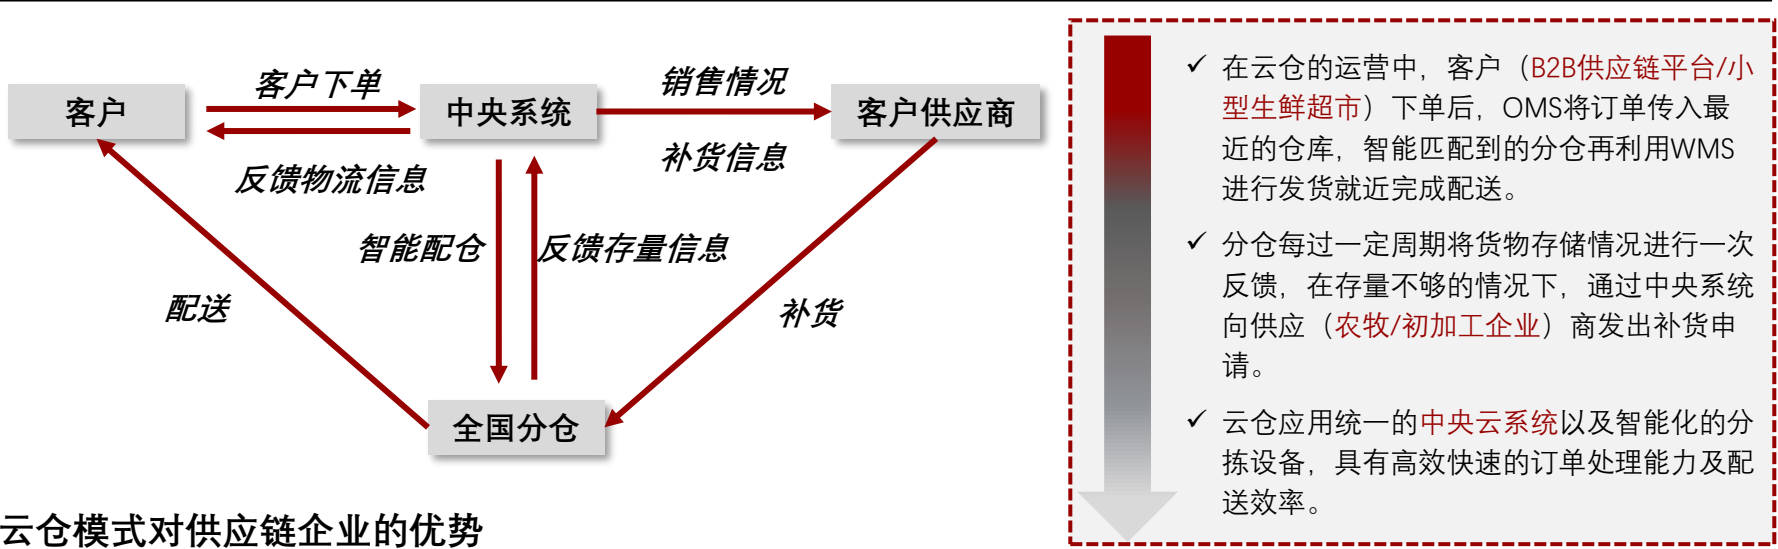 客户下单
销售情况
客户
中央系统
客户供应商
补货信息
反馈物流信息
智能配仓
反馈存量信息
配送
补货
全国分仓
云仓模式对供应链企业的优势
✓ 在云仓的运营中，客户（B2B供应链平台/小
型生鲜超市）下单后，OMS将订单传入最
近的仓库，智能匹配到的分仓再利用WMS
进行发货就近完成配送。
✓ 分仓每过一定周期将货物存储情况进行一次
反馈，在存量不够的情况下，通过中央系统
向供应（农牧/初加工企业）商发出补货申
请。
✓ 云仓应用统一的中央云系统以及智能化的分
拣设备，具有高效快速的订单处理能力及配
送效率。